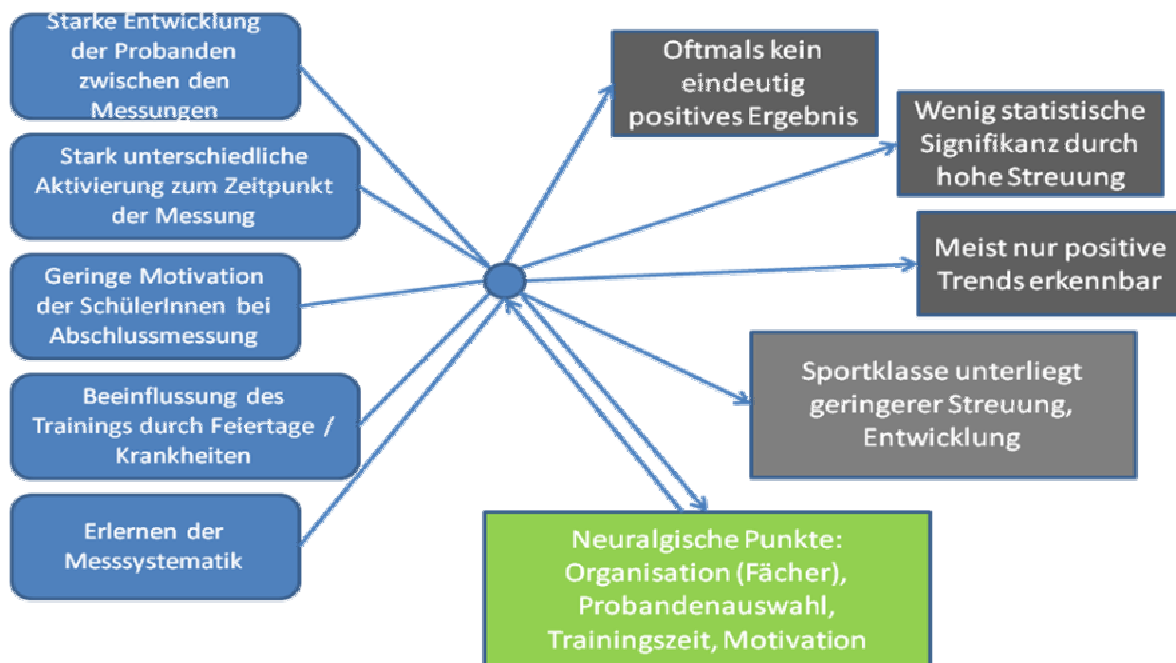 Starke Entwicklung
der Probanden
zwischen den
Messungen
Stark unterschiedliche
Aktivierung zum Zeitpunkt
der Messung
Geringe Motivation
der SchülerInnen bei
Abschlussmessung
Beeinflussung des
Trainings durch Feiertage /
Krankheiten
Erlernen der
Messsystematik
Oftmals kein
eindeutig
positives Ergebnis
Wenig statistische
Signifikanz durch
hohe Streuung
Meist nur positive
Trends erkennbar
Sportklasse unterliegt
geringerer Streuung,
Entwicklung
Neuralgische Punkte:
Organisation (Fächer),
Probandenauswahl,
Trainingszeit, Motivation